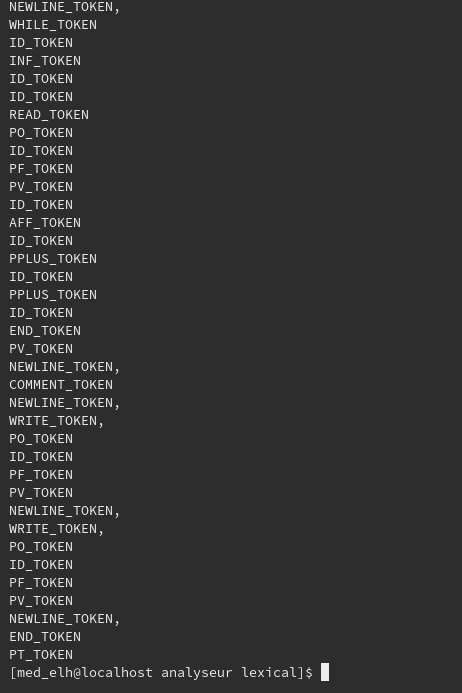 NEWLINE_TOKEN,
WHILE_TOKEN
ID_TOKEN
INF_TOKEN
ID_TOKEN
ID_TOKEN
READ_TOKEN
PO_TOKEN
ID_TOKEN
PF_TOKEN
PV_TOKEN
ID_TOKEN
AFF_TOKEN
ID_TOKEN
PPLUS_TOKEN
ID_TOKEN
PPLUS_TOKEN
ID_TOKEN
END_TOKEN
PV_TOKEN
NEWLINE_TOKEN,
COMMENT_TOKEN
NEWLINE_TOKEN,
WRITE_TOKEN,
PO_TOKEN
ID_TOKEN
PF_TOKEN
PV_TOKEN
NEWLINE_TOKEN,
WRITE_TOKEN,
PO_TOKEN
ID_TOKEN
PF_TOKEN
PV_TOKEN
NEWLINE_TOKEN,
END_TOKEN
PT_TOKEN
[med_elh@localhost analyseur lexical]$